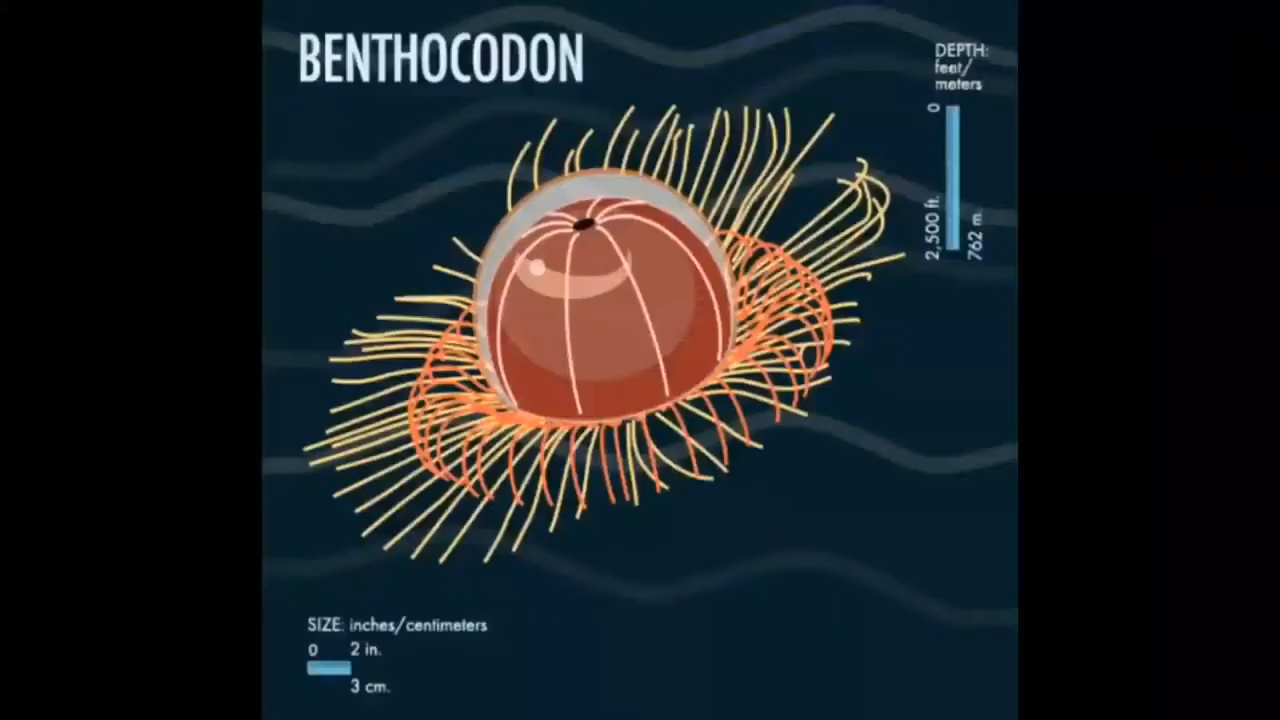 BENTHOCODON
DEPTH:
feet/
meters
0
2,500 ft.
762 m.
SIZE: inches/centimeters
0 2 in.
3 cm.